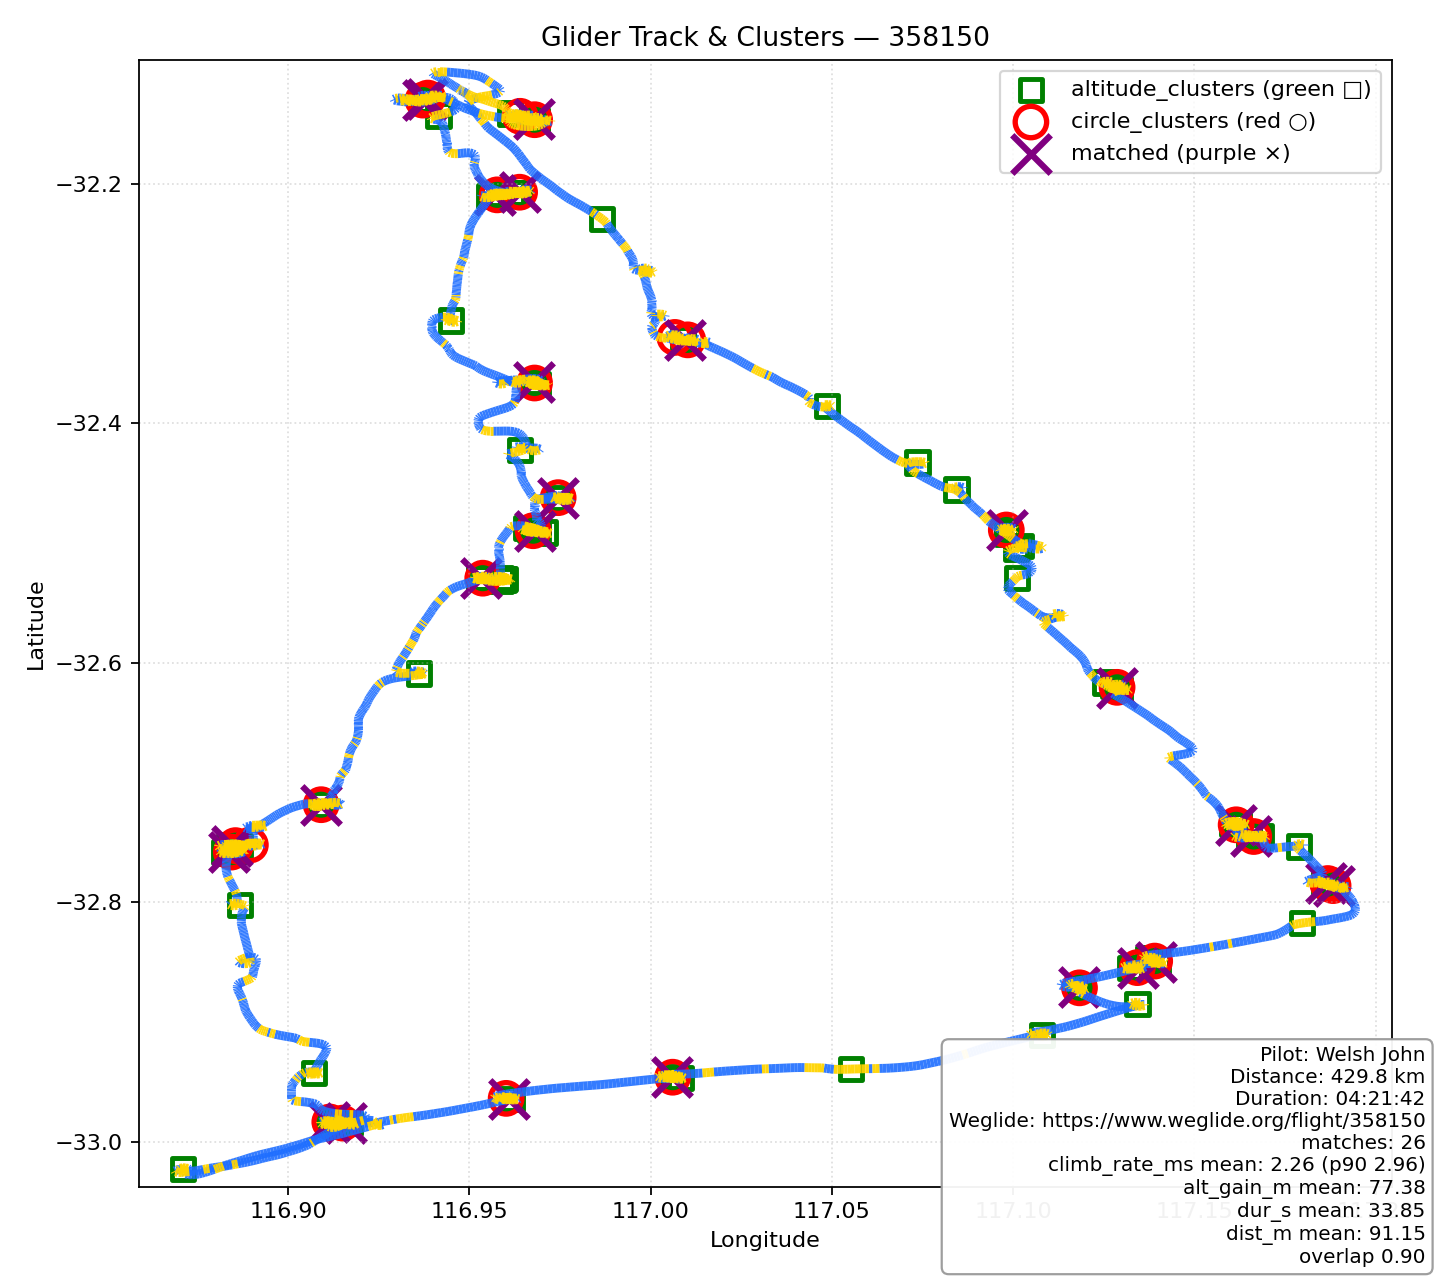 Glider Track & Clusters — 358150
altitude_clusters (green □)
circle_clusters (red ○)
matched (purple ×)
−32.2
−32.4
−32.6
−32.8
−33.0
Latitude
116.90
116.95
117.00
117.05
117.10
117.15
Longitude
Pilot: Welsh John
Distance: 429.8 km
Duration: 04:21:42
Weglide: https://www.weglide.org/flight/358150
matches: 26
climb_rate_ms mean: 2.26 (p90 2.96)
alt_gain_m mean: 77.38
dur_s mean: 33.85
dist_m mean: 91.15
overlap 0.90